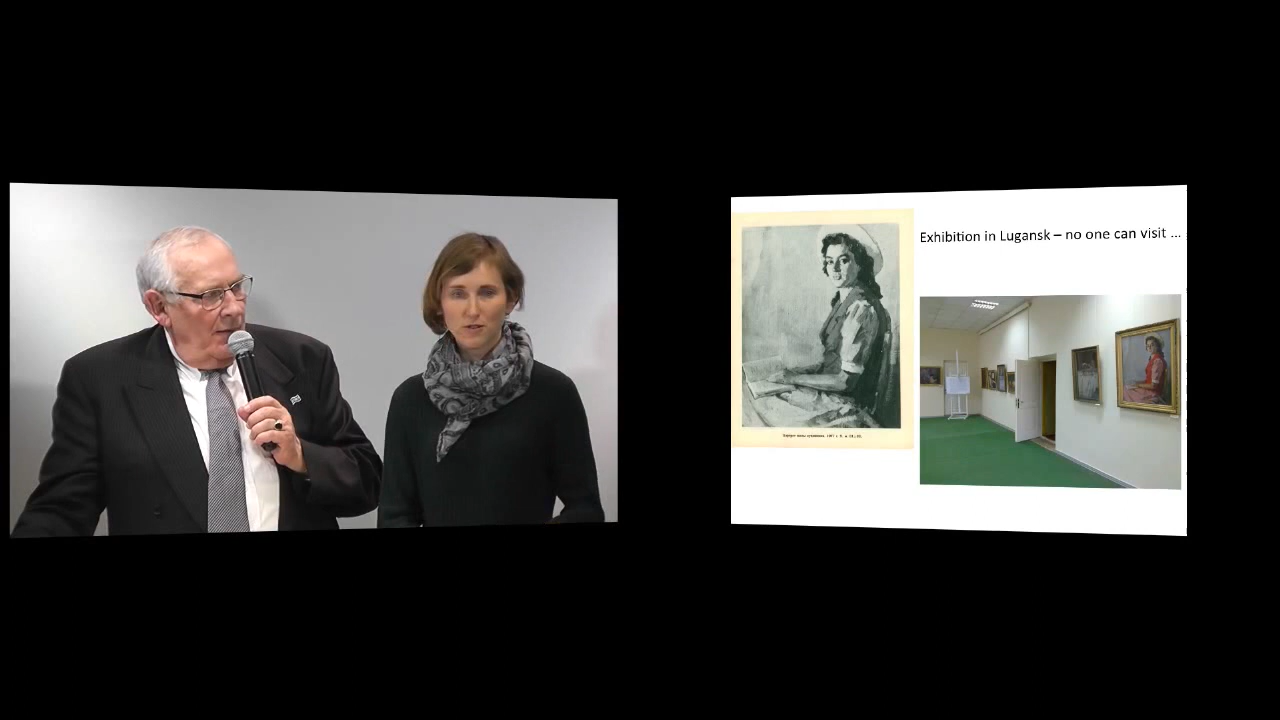 Exhibition in Lugansk – no one can visit ...